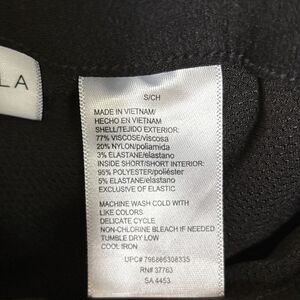 LA
S/CH
MADE IN VIETNAM/
HECHO EN VIETNAM
SHELL/TEJIDO EXTERIOR:
77% VISCOSE/viscosa
20% NYLON/poliamida
3% ELASTANE/elastano
INSIDE SHORT/SHORT INTERIOR:
95% POLYESTER/poliéster
5% ELASTANE/elastano
EXCLUSIVE OF ELASTIC
MACHINE WASH COLD WITH
LIKE COLORS
DELICATE CYCLE
NON-CHLORINE BLEACH IF NEEDED
TUMBLE DRY LOW
COOL IRON
UPC# 796866308335
RN# 37763
SA 4453